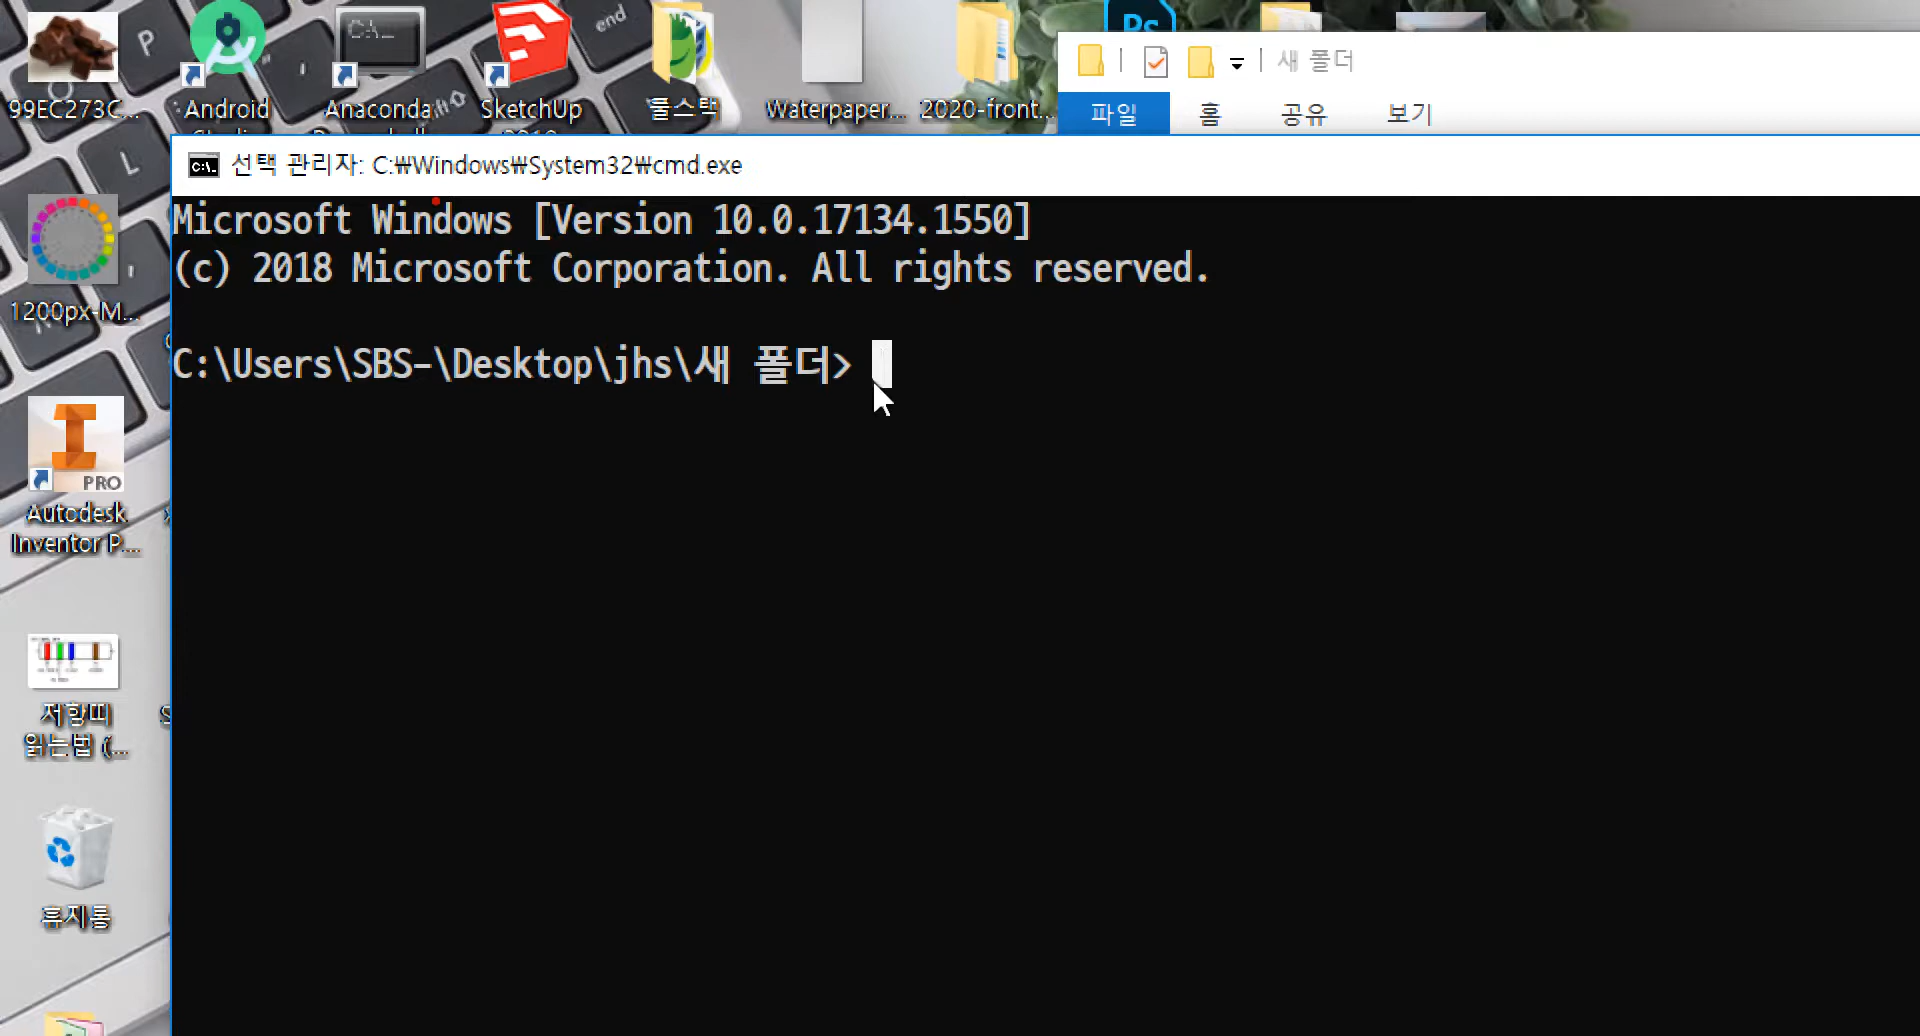 99EC273C...
Android
Anaconda
SketchUp
풀스택
Waterpaper...
2020-front...
Ps
end
P
L
새 폴더
파일 홈 공유 보기
선택 관리자: C:₩Windows₩System32₩cmd.exe
Microsoft Windows [Version 10.0.17134.1550]
(c) 2018 Microsoft Corporation. All rights reserved.
C:\Users\SBS-\Desktop\jhs\새 폴더>
1200px-M...
PRO
Autodesk
Inventor P...
저항띠
읽는법 (...
휴지통